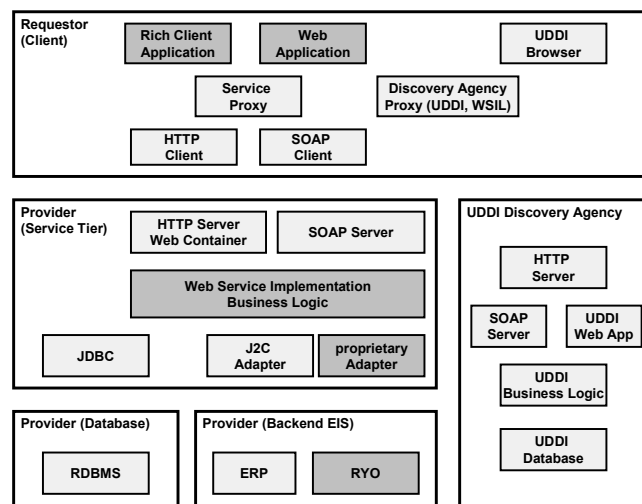 Requestor
(Client)
Rich Client
Application
Web
Application
UDDI
Browser
Service
Proxy
Discovery Agency
Proxy (UDDI, WSIL)
HTTP
Client
SOAP
Client
Provider
(Service Tier)
HTTP Server
Web Container
SOAP Server
Web Service Implementation
Business Logic
JDBC
J2C
Adapter
proprietary
Adapter
UDDI Discovery Agency
HTTP
Server
SOAP
Server
UDDI
Web App
UDDI
Business Logic
UDDI
Database
Provider (Database)
RDBMS
Provider (Backend EIS)
ERP
RYO